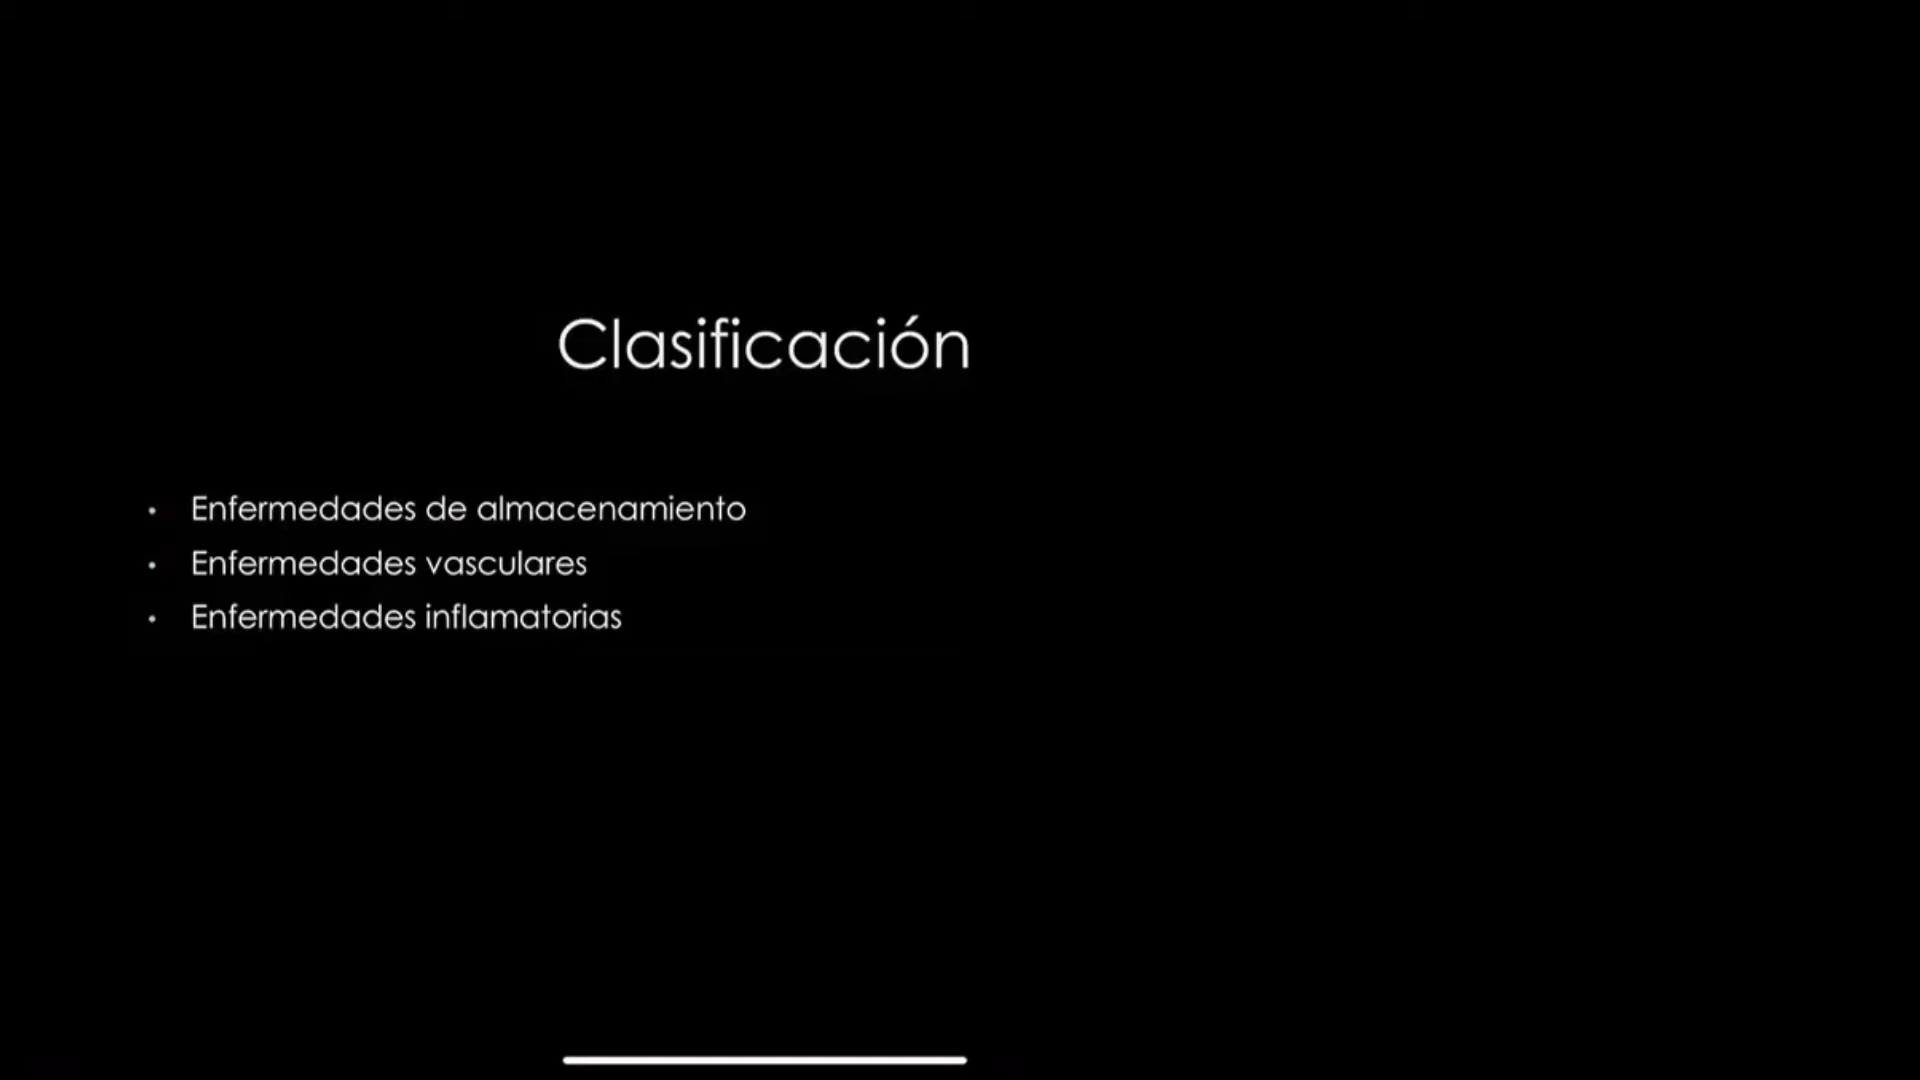 Clasificación
• Enfermedades de almacenamiento
• Enfermedades vasculares
• Enfermedades inflamatorias